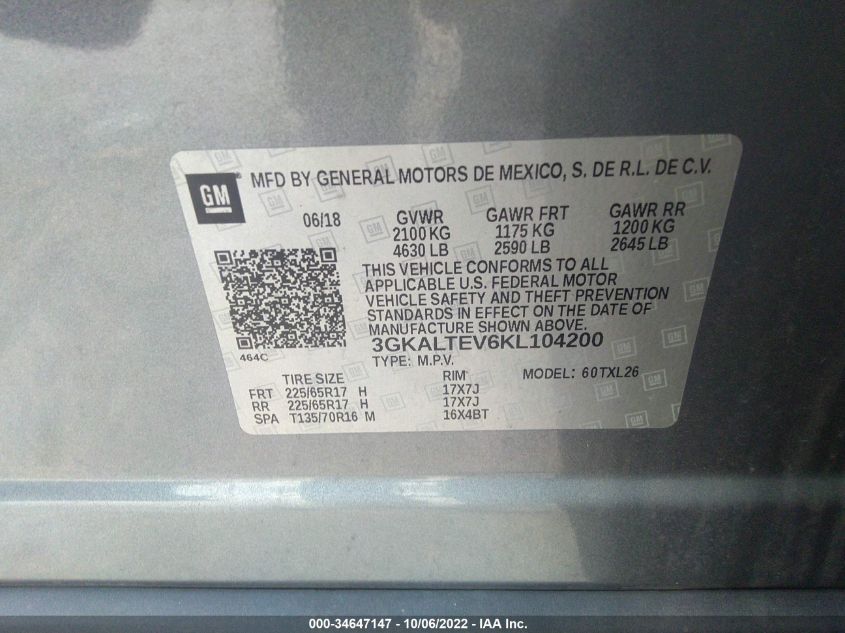 GM
MFD BY GENERAL MOTORS DE MEXICO, S. DE R.L. DE C.V.
06/18 GVWR GAWR FRT GAWR RR
2100 KG 1175 KG 1200 KG
4630 LB 2590 LB 2645 LB
THIS VEHICLE CONFORMS TO ALL
APPLICABLE U.S. FEDERAL MOTOR
VEHICLE SAFETY AND THEFT PREVENTION
STANDARDS IN EFFECT ON THE DATE OF
MANUFACTURE SHOWN ABOVE.
464C
3GKALTEV6KL104200
TYPE: M.P.V.
TIRE SIZE RIM MODEL: 60TXL26
FRT 225/65R17 H 17X7J
RR 225/65R17 H 17X7J
SPA T135/70R16 M 16X4BT
000-34647147 - 10/06/2022 - IAA Inc.